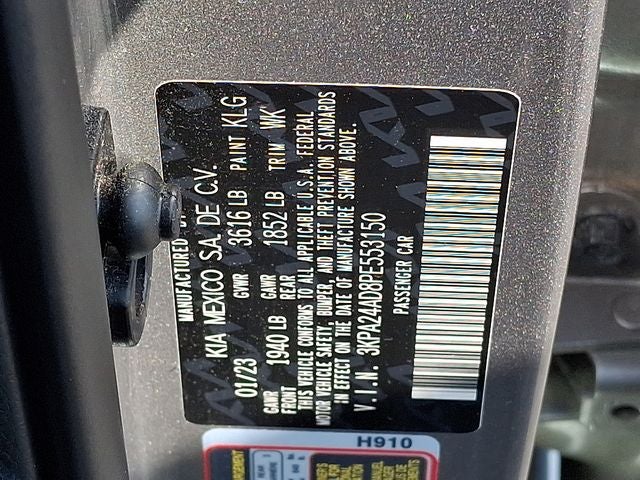 MANUFACTURED BY
KIA MEXICO S.A. DE C.V.
01/23 GVWR 3616 LB PAINT KLG
GAWR FRONT 1940 LB GAWR REAR 1852 LB TRIM WK
THIS VEHICLE CONFORMS TO ALL APPLICABLE U.S.A. FEDERAL
MOTOR VEHICLE SAFETY, BUMPER, AND THEFT PREVENTION STANDARDS
IN EFFECT ON THE DATE OF MANUFACTURE SHOWN ABOVE.
V.I.N. 3KPA24AD8PE553150
PASSENGER CAR
H910